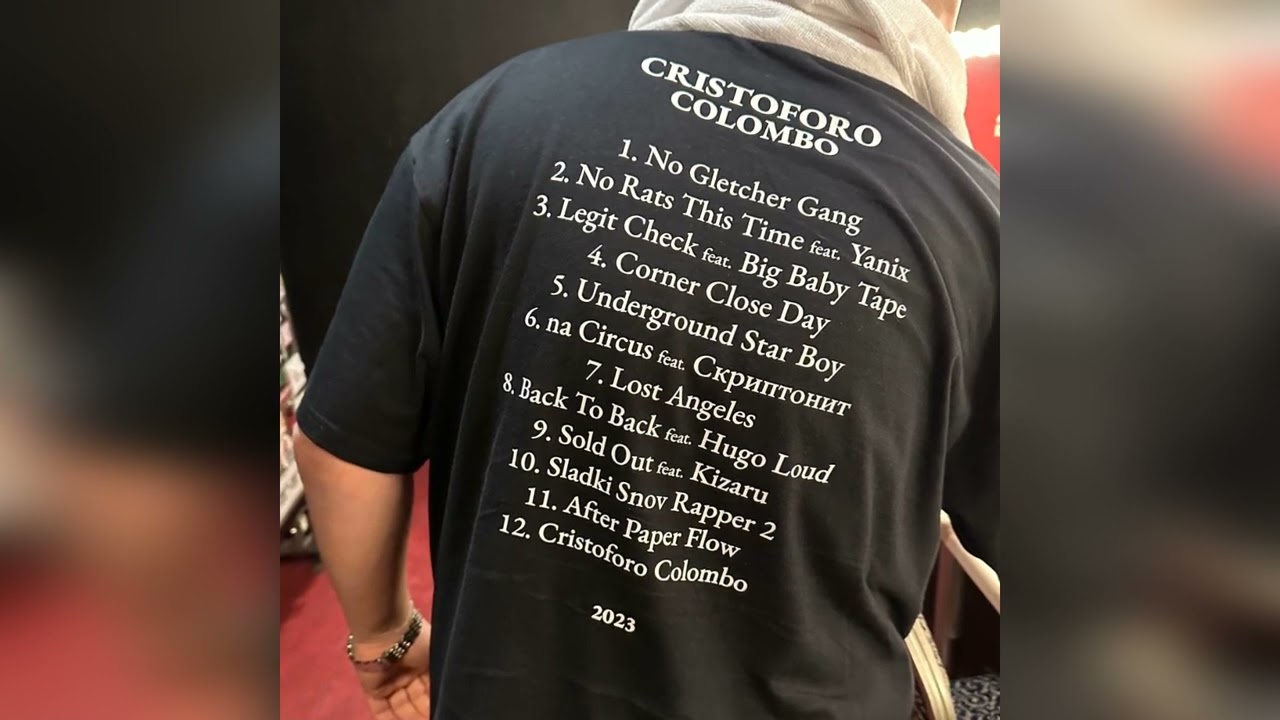 CRISTOFORO
COLOMBO
1. No Gletcher Gang
2. No Rats This Time feat. Yanix
3. Legit Check feat. Big Baby Tape
4. Corner Close Day
5. Underground Star Boy
6. na Circus feat. Скриптонит
7. Lost Angeles
8. Back To Back feat. Hugo Loud
9. Sold Out feat. Kizaru
10. Sladki Snov Rapper 2
11. After Paper Flow
12. Cristoforo Colombo
2023